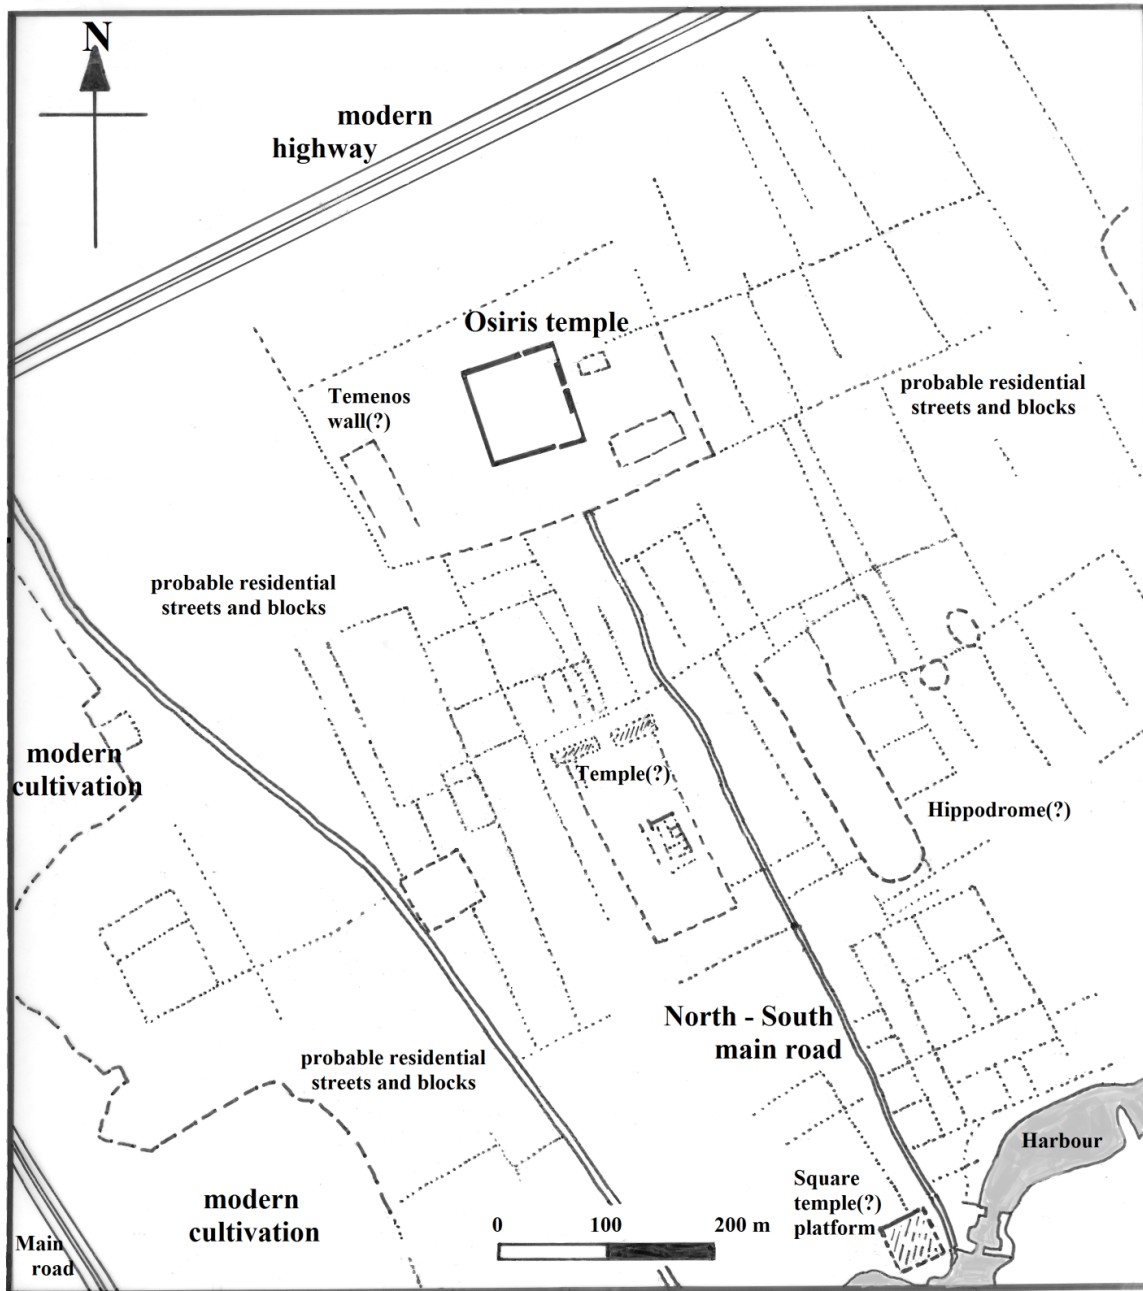 N
modern
highway
Osiris temple
Temenos
wall(?)
probable residential
streets and blocks
probable residential
streets and blocks
modern
cultivation
Temple(?)
Hippodrome(?)
North - South
main road
probable residential
streets and blocks
Harbour
modern
cultivation
Square
temple(?)
platform
0 100 200 m
Main
road